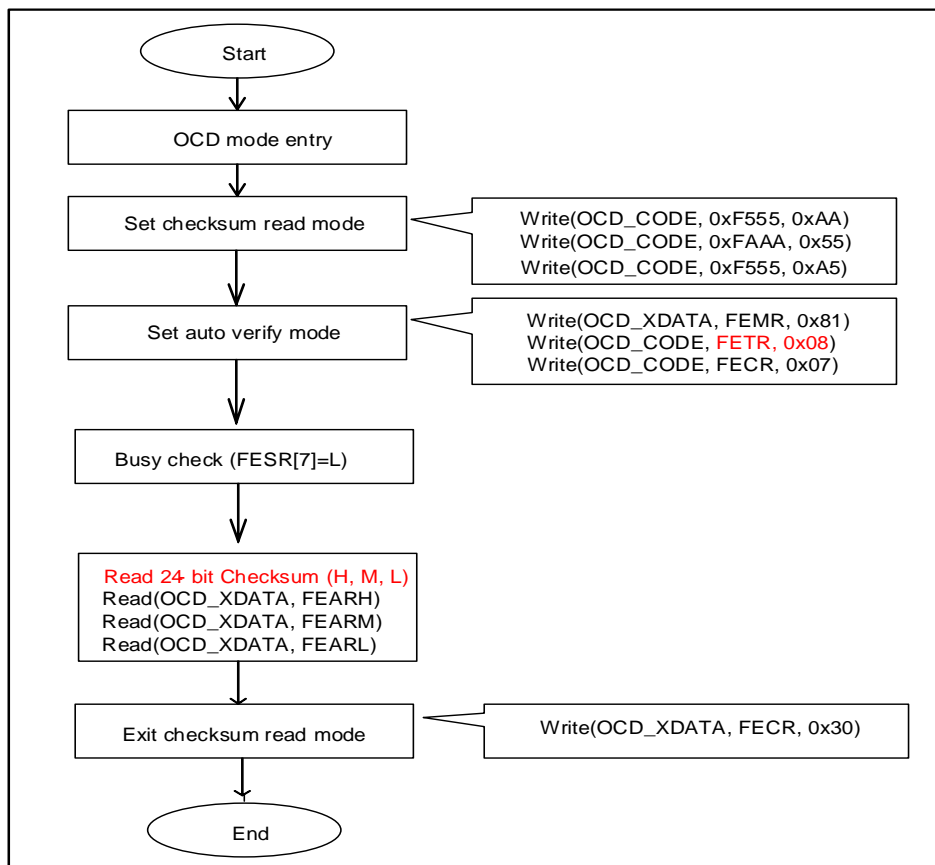 Start
OCD mode entry
Set checksum read mode
Write(OCD_CODE, 0xF555, 0xAA)
Write(OCD_CODE, 0xFAAA, 0x55)
Write(OCD_CODE, 0xF555, 0xA5)
Set auto verify mode
Write(OCD_XDATA, FEMR, 0x81)
Write(OCD_CODE, FETR, 0x08)
Write(OCD_CODE, FECR, 0x07)
Busy check (FESR[7]=L)
Read 24 bit Checksum (H, M, L)
Read(OCD_XDATA, FEARH)
Read(OCD_XDATA, FEARM)
Read(OCD_XDATA, FEARL)
Exit checksum read mode
Write(OCD_XDATA, FECR, 0x30)
End